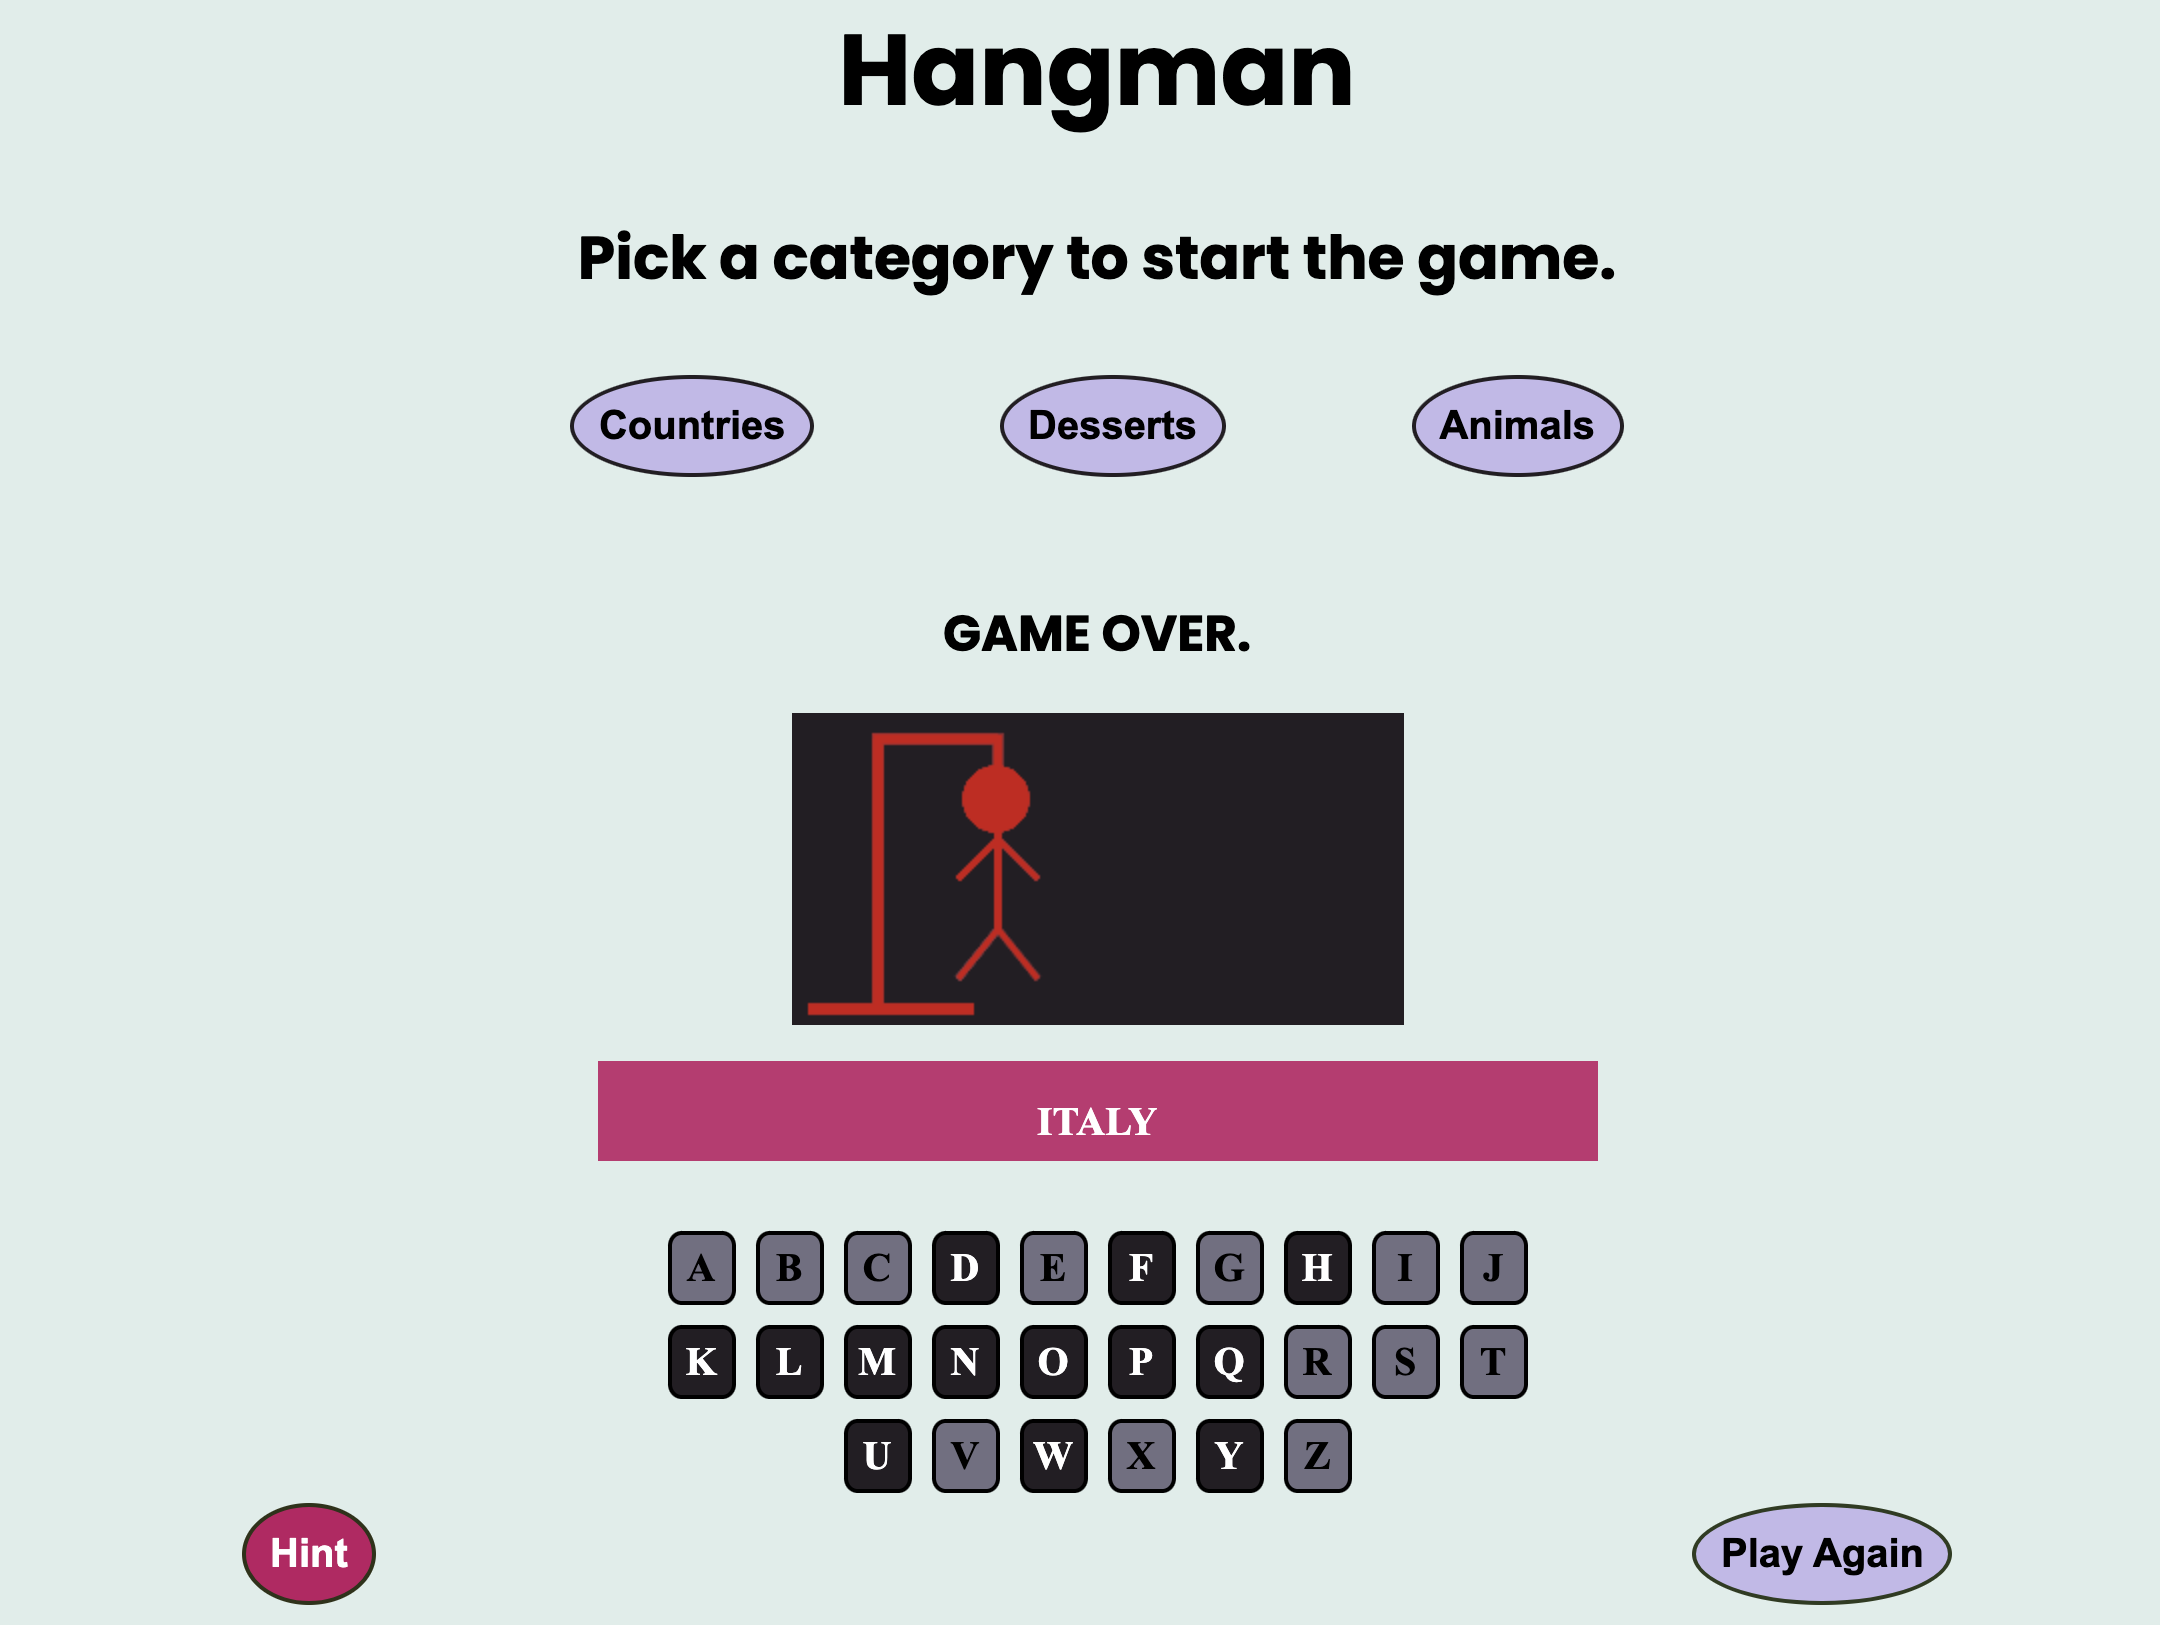 Hangman
Pick a category to start the game.
Countries Desserts Animals
GAME OVER.
ITALY
A B C D E F G H I J
K L M N O P Q R S T
U V W X Y Z
Hint Play Again